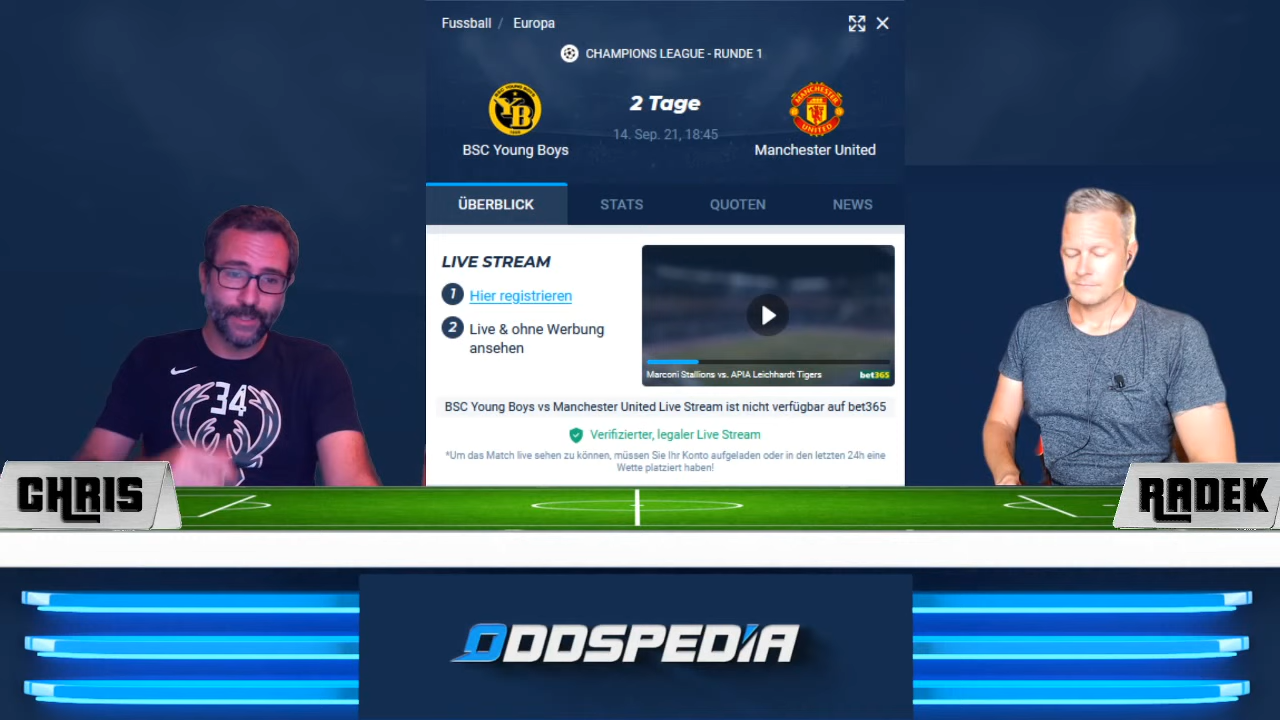 Fussball / Europa
CHAMPIONS LEAGUE - RUNDE 1
2 Tage
14. Sep. 21, 18:45
BSC Young Boys
Manchester United
ÜBERBLICK STATS QUOTEN NEWS
LIVE STREAM
1 Hier registrieren
2 Live & ohne Werbung
ansehen
Marconi Stallions vs. APIA Leichhardt Tigers bet365
BSC Young Boys vs Manchester United Live Stream ist nicht verfügbar auf bet365
Verifizierter, legaler Live Stream
*Um das Match live sehen zu können, müssen Sie Ihr Konto aufgeladen oder in den letzten 24h eine
Wette platziert haben!
34
CHRIS
RADEK
ODDSPEDIA
YB
MANCHESTER
UNITED